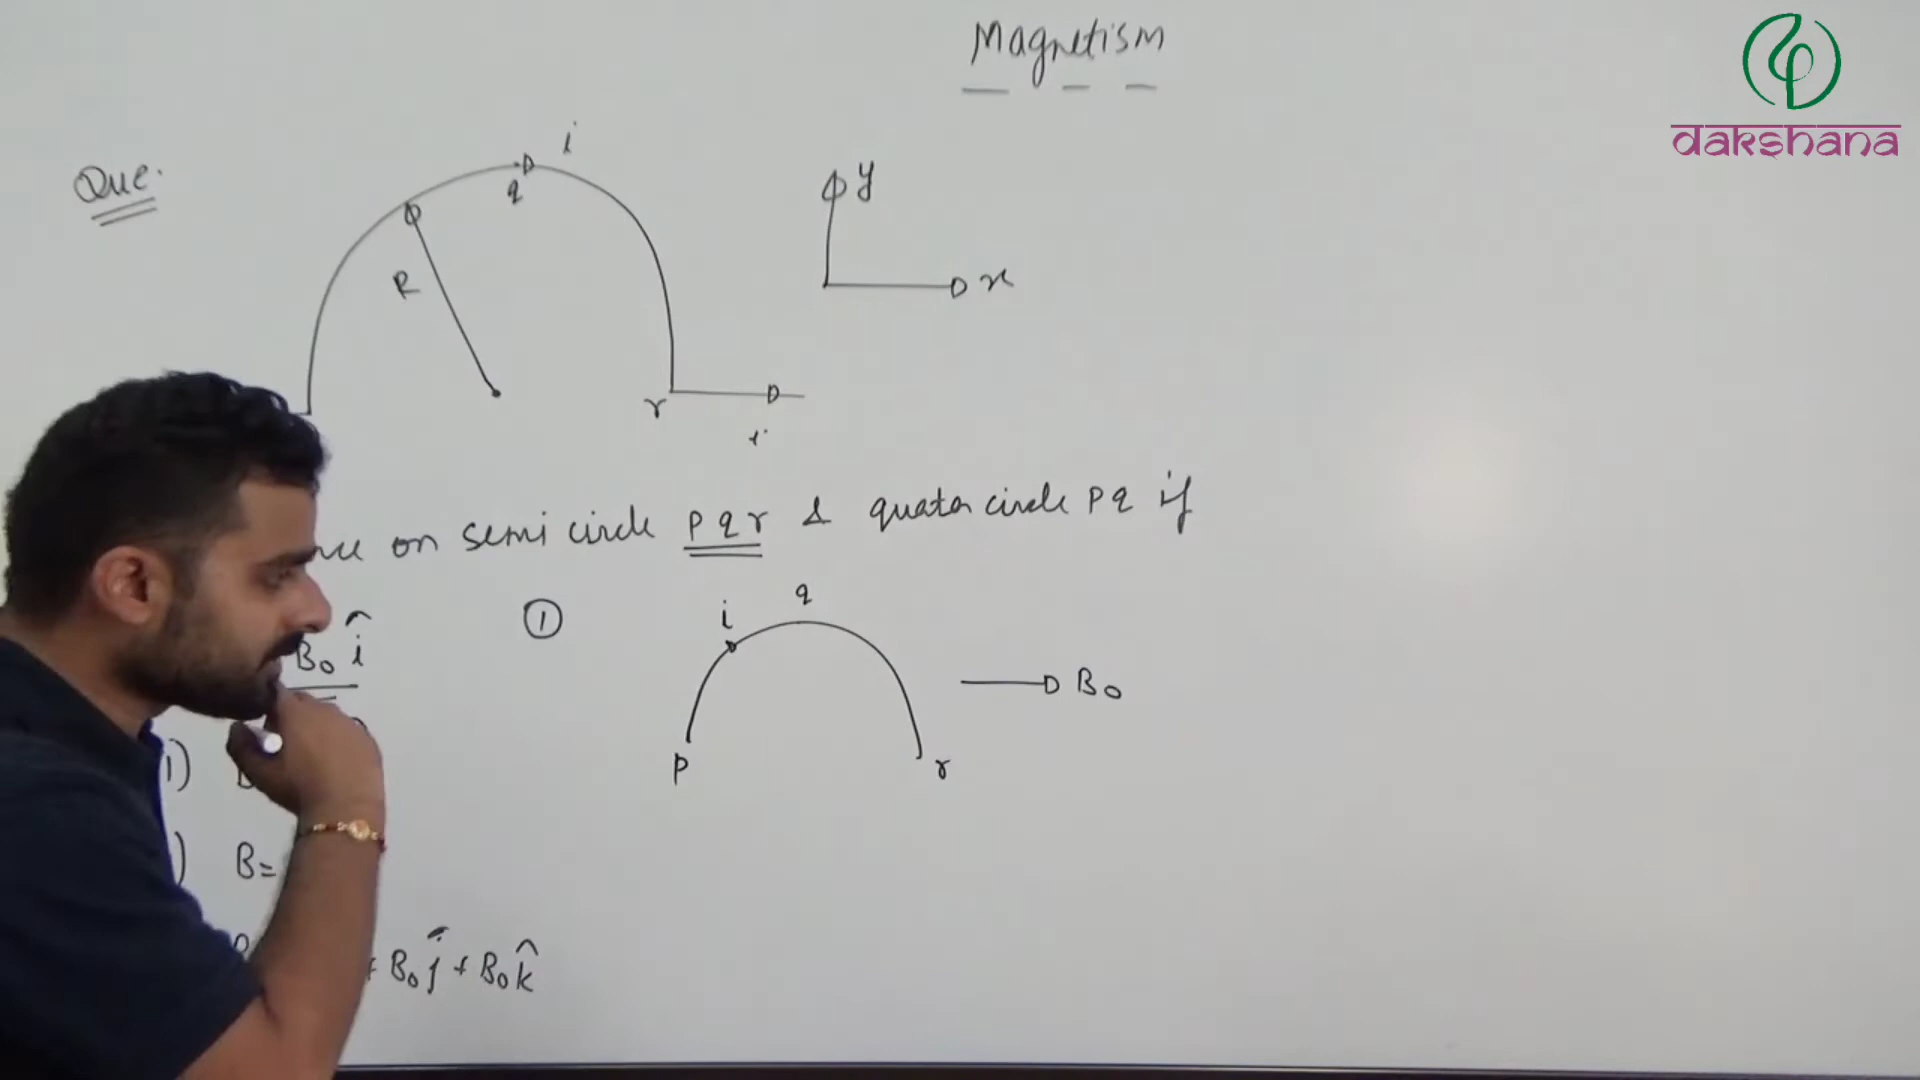 Magnetism
dakshana
Que.
i
q
R
y
x
r
i
on semi circle pqr & quater circle pq if
B₀ î
①
i
q
B₀
p
r
B=
+ B₀ ĵ + B₀ k̂